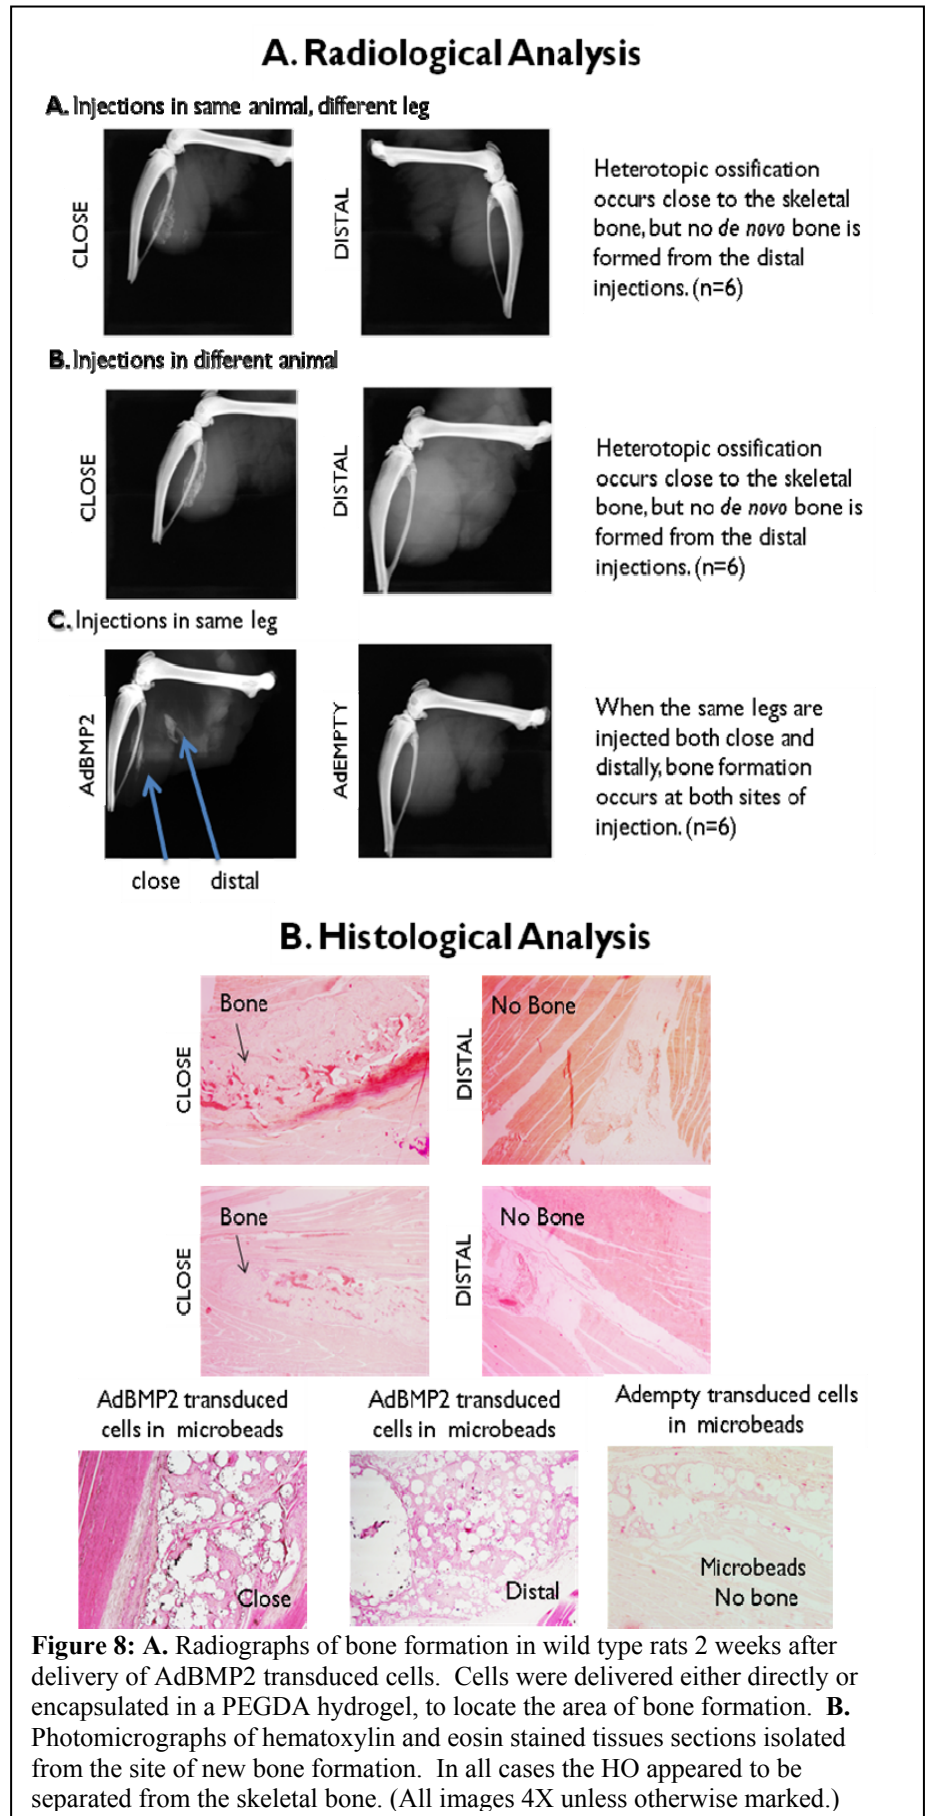 A. Radiological Analysis
A. Injections in same animal, different leg
CLOSE
DISTAL
Heterotopic ossification
occurs close to the skeletal
bone, but no de novo bone is
formed from the distal
injections. (n=6)
B. Injections in different animal
CLOSE
DISTAL
Heterotopic ossification
occurs close to the skeletal
bone, but no de novo bone is
formed from the distal
injections. (n=6)
C. Injections in same leg
AdBMP2
AdEMPTY
When the same legs are
injected both close and
distally, bone formation
occurs at both sites of
injection. (n=6)
close distal
B. Histological Analysis
CLOSE
Bone
DISTAL
No Bone
CLOSE
Bone
DISTAL
No Bone
AdBMP2 transduced
cells in microbeads
Close
AdBMP2 transduced
cells in microbeads
Distal
Adempty transduced cells
in microbeads
Microbeads
No bone
Figure 8: A. Radiographs of bone formation in wild type rats 2 weeks after
delivery of AdBMP2 transduced cells. Cells were delivered either directly or
encapsulated in a PEGDA hydrogel, to locate the area of bone formation. B.
Photomicrographs of hematoxylin and eosin stained tissues sections isolated
from the site of new bone formation. In all cases the HO appeared to be
separated from the skeletal bone. (All images 4X unless otherwise marked.)